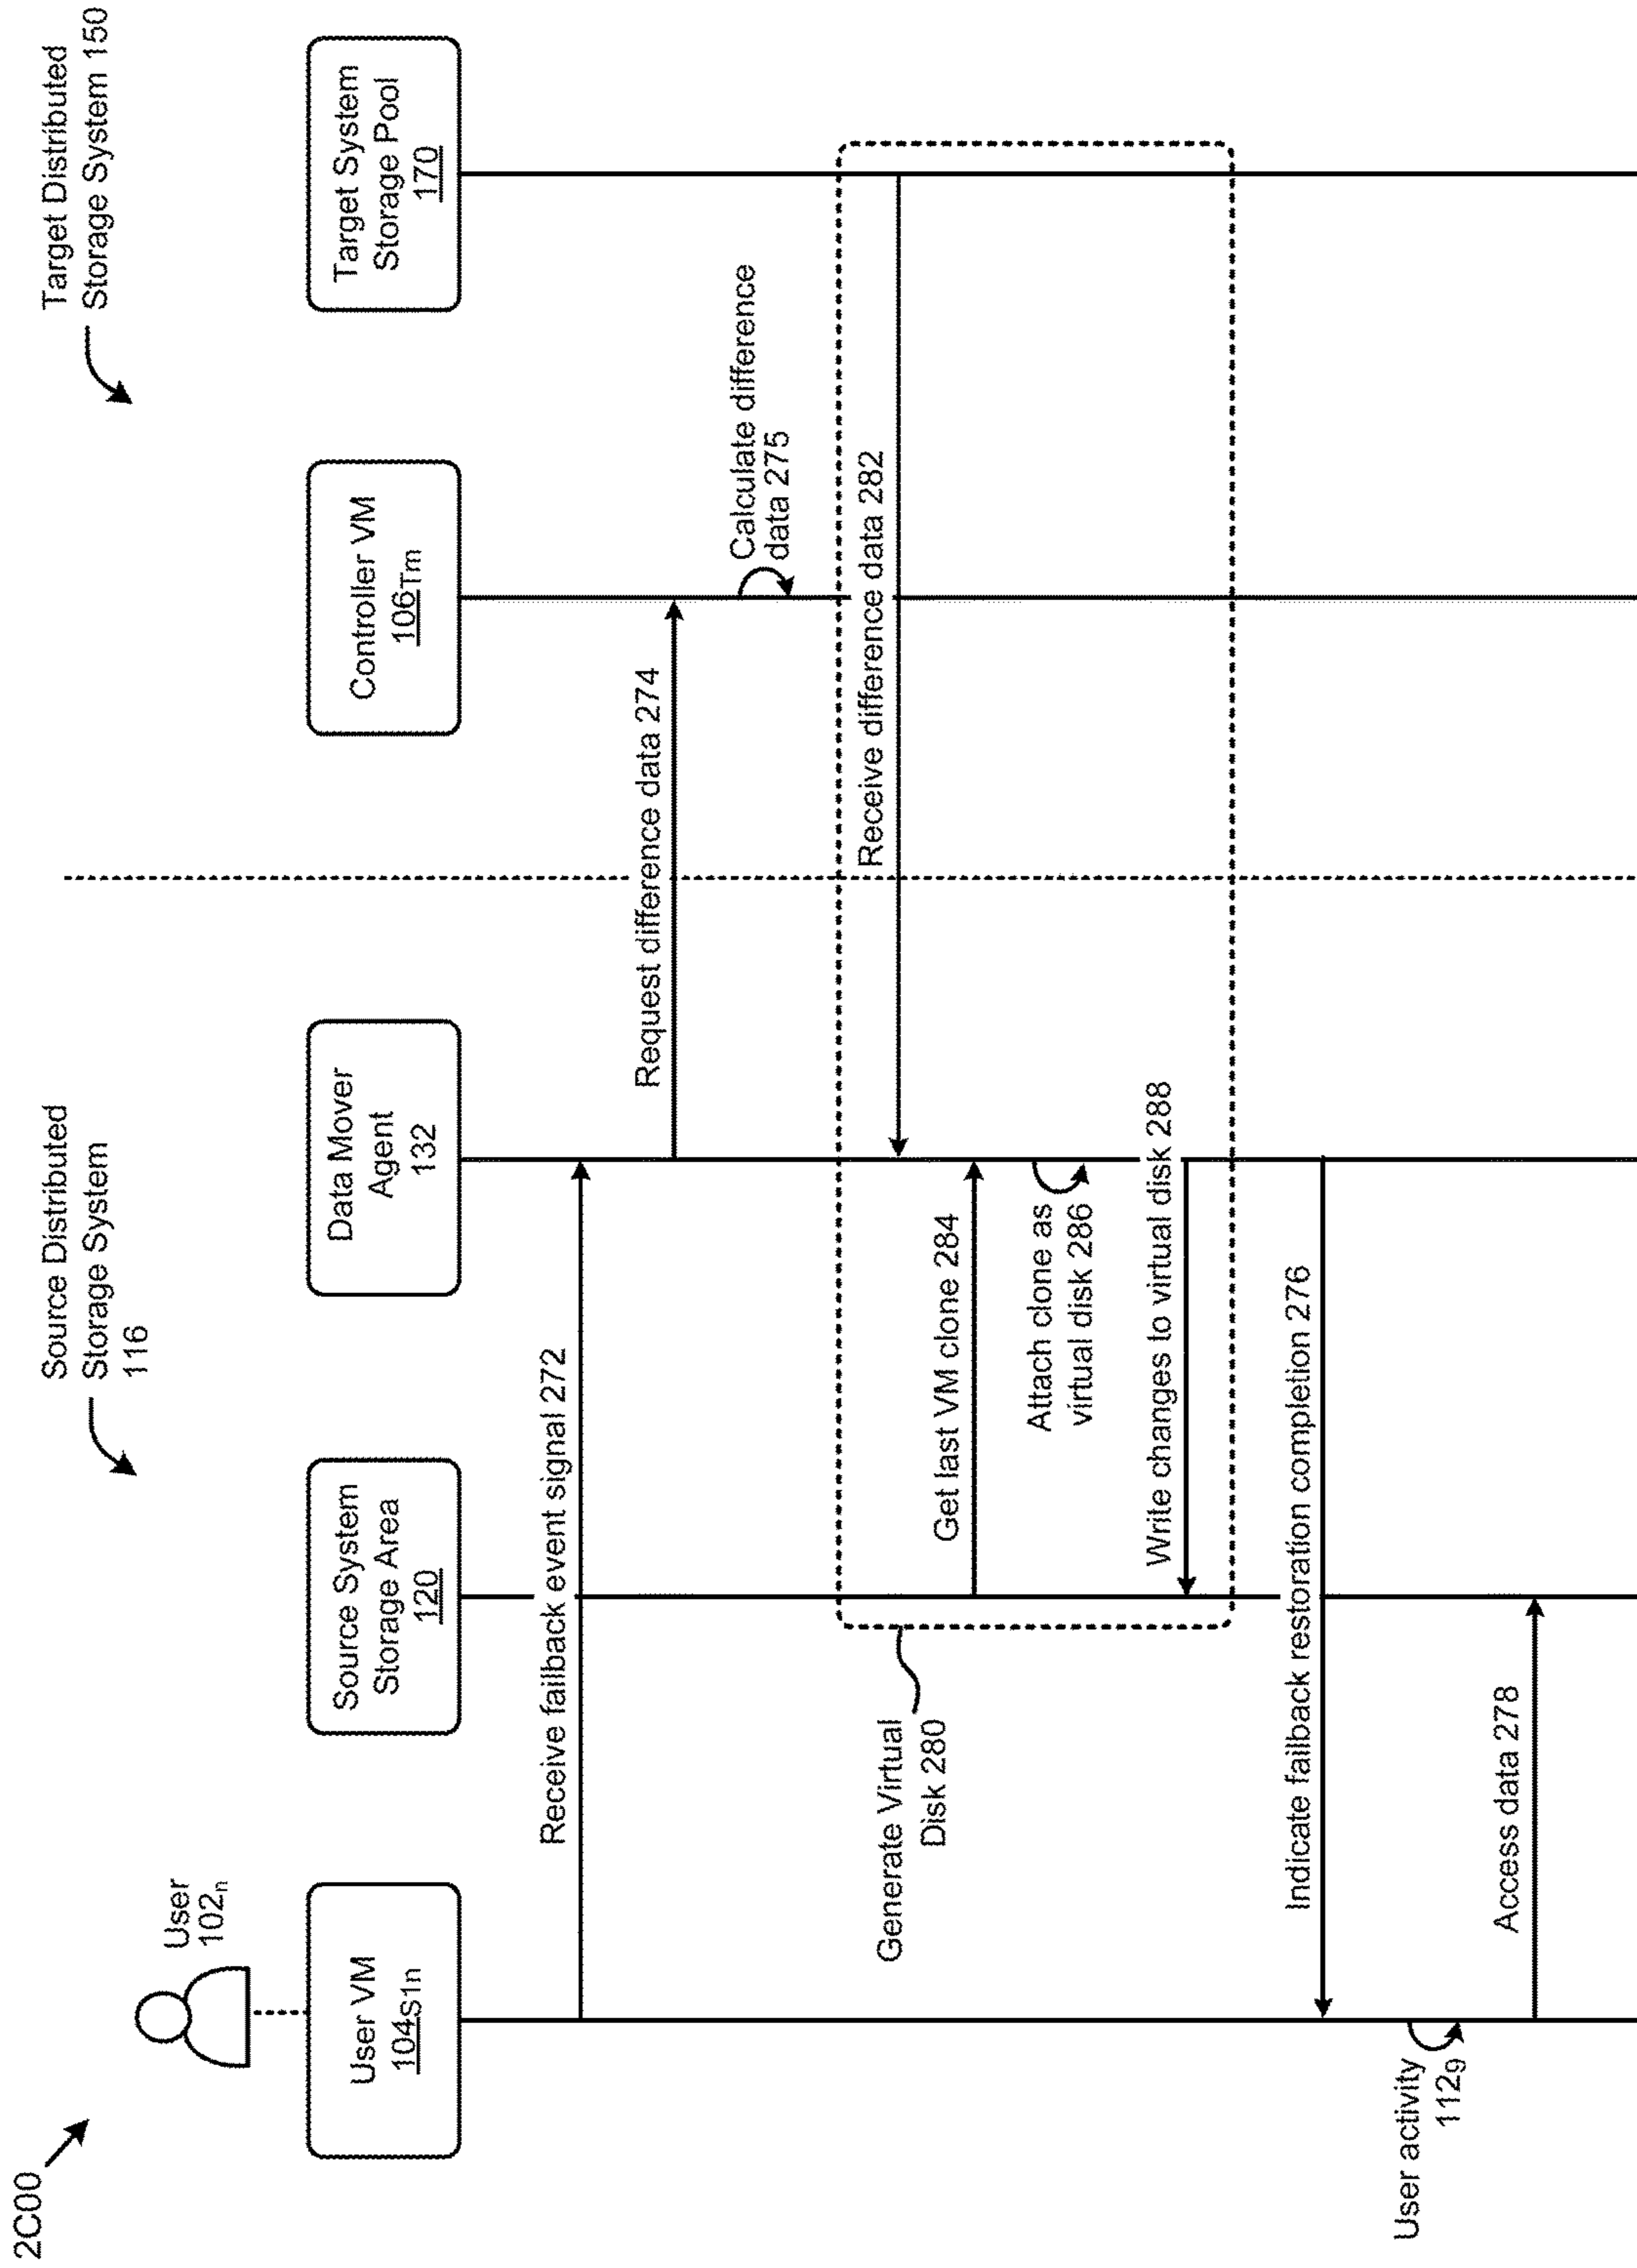 2C00
User
102n
Source Distributed
Storage System
116
Target Distributed
Storage System 150
User VM
104S1n
Source System
Storage Area
120
Data Mover
Agent
132
Controller VM
106Tm
Target System
Storage Pool
170
Receive failback event signal 272
Request difference data 274
Calculate difference
data 275
Generate Virtual
Disk 280
Receive difference data 282
Get last VM clone 284
Attach clone as
virtual disk 286
Write changes to virtual disk 288
Indicate failback restoration completion 276
User activity
1129
Access data 278